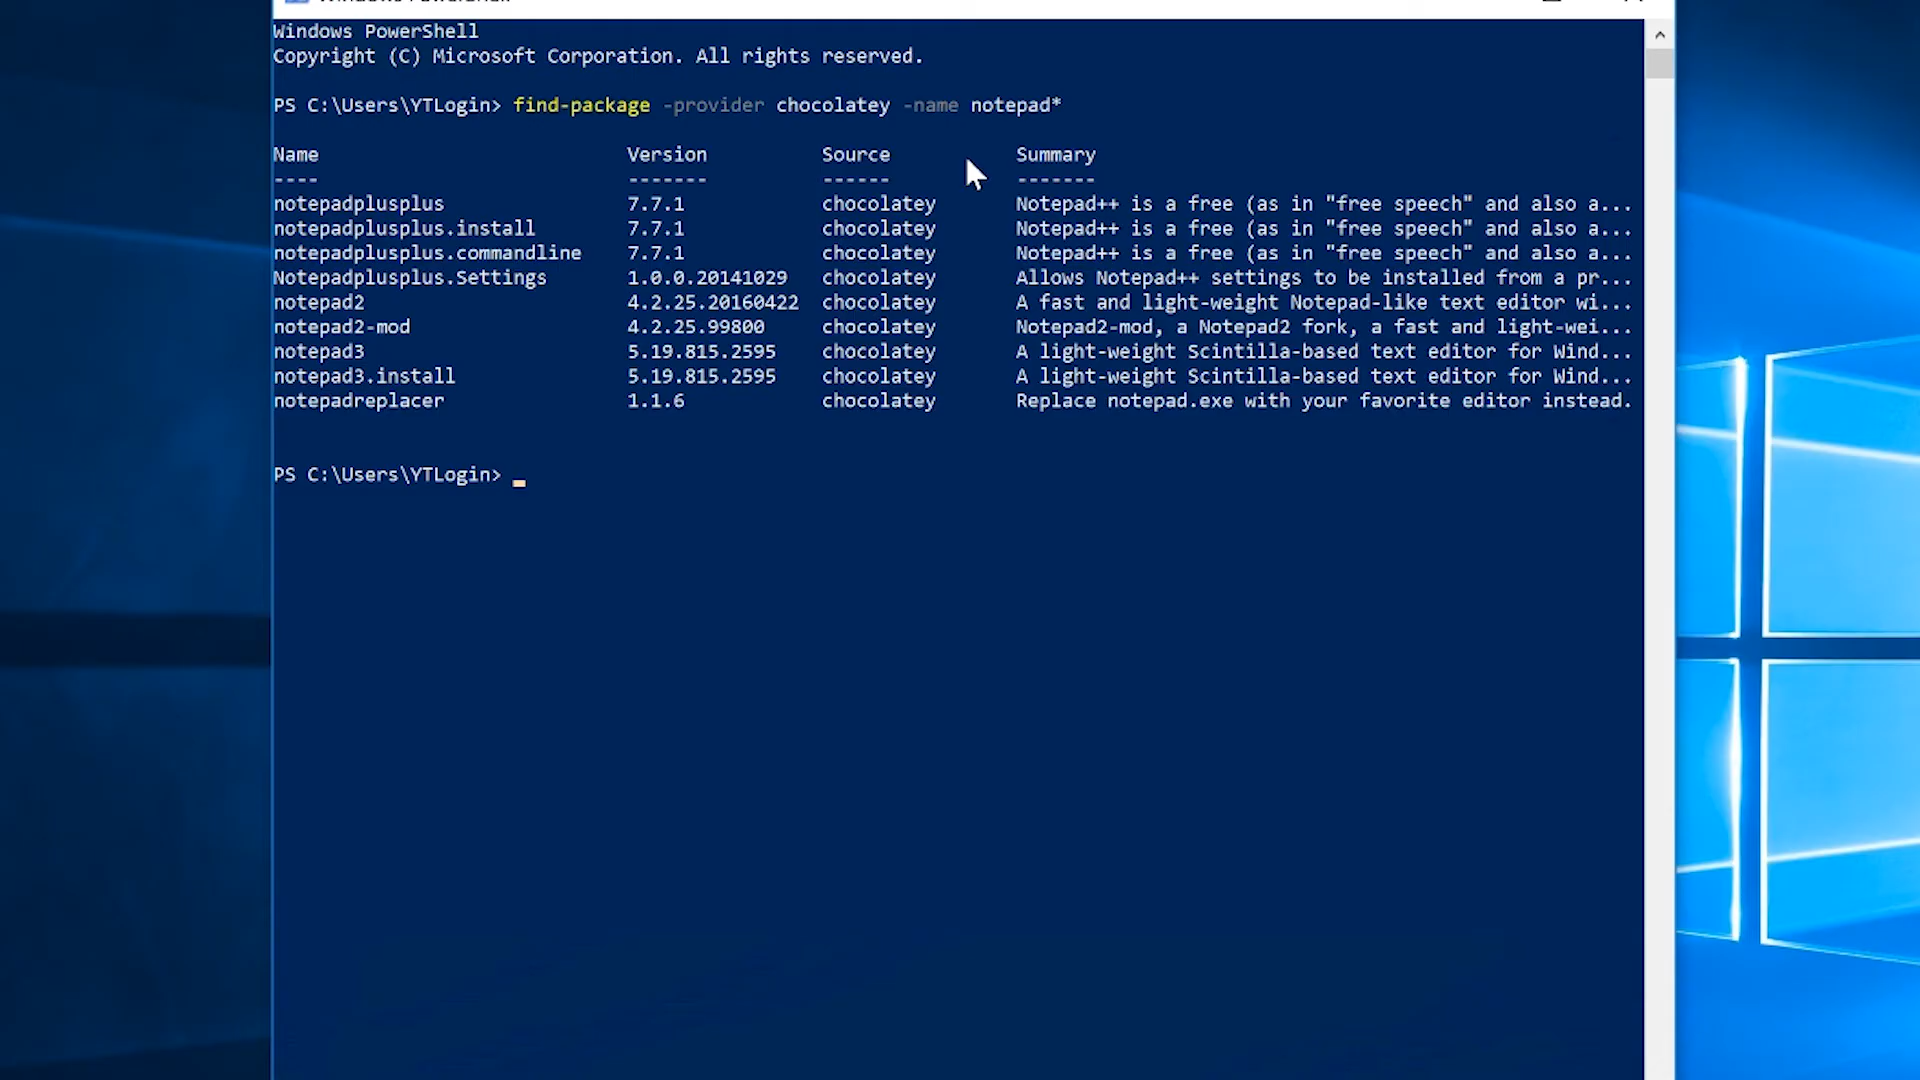 Windows PowerShell
Copyright (C) Microsoft Corporation. All rights reserved.
PS C:\Users\YTLogin> find-package -provider chocolatey -name notepad*
Name Version Source Summary
---- ------- ------ -------
notepadplusplus 7.7.1 chocolatey Notepad++ is a free (as in "free speech" and also a...
notepadplusplus.install 7.7.1 chocolatey Notepad++ is a free (as in "free speech" and also a...
notepadplusplus.commandline 7.7.1 chocolatey Notepad++ is a free (as in "free speech" and also a...
Notepadplusplus.Settings 1.0.0.20141029 chocolatey Allows Notepad++ settings to be installed from a pr...
notepad2 4.2.25.20160422 chocolatey A fast and light-weight Notepad-like text editor wi...
notepad2-mod 4.2.25.99800 chocolatey Notepad2-mod, a Notepad2 fork, a fast and light-wei...
notepad3 5.19.815.2595 chocolatey A light-weight Scintilla-based text editor for Wind...
notepad3.install 5.19.815.2595 chocolatey A light-weight Scintilla-based text editor for Wind...
notepadreplacer 1.1.6 chocolatey Replace notepad.exe with your favorite editor instead.
PS C:\Users\YTLogin>